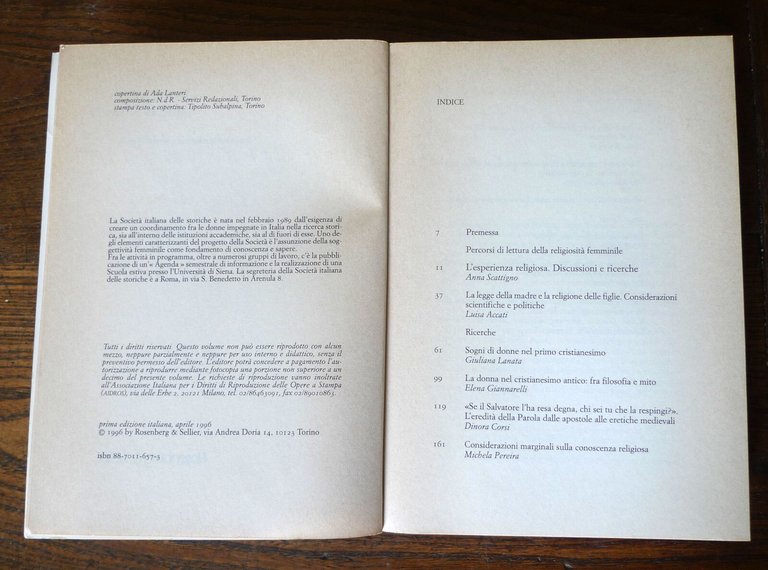 copertina di Ada Lanteri
composizione: N.d.R. - Servizi Redazionali, Torino
stampa testo e copertina: Tipolito Subalpina, Torino
La Società italiana delle storiche è nata nel febbraio 1989 dall'esigenza di
creare un coordinamento fra le donne impegnate in Italia nella ricerca stori-
ca, sia all'interno delle istituzioni accademiche, sia al di fuori di esse. Uno de-
gli elementi caratterizzanti del progetto della Società è l'assunzione della sog-
gettività femminile come fondamento di conoscenza e sapere.
Fra le attività in programma, oltre a numerosi gruppi di lavoro, c'è la pubbli-
cazione di un'« Agenda » semestrale di informazione e la realizzazione di una
Scuola estiva presso l'Università di Siena. La segreteria della Società italiana
delle storiche è a Roma, in via S. Benedetto in Arenula 8.
Tutti i diritti riservati. Questo volume non può essere riprodotto con alcun
mezzo, neppure parzialmente e neppure per uso interno e didattico, senza il
preventivo permesso dell'editore. L'editore potrà concedere a pagamento l'au-
torizzazione a riprodurre mediante fotocopia una porzione non superiore a un
decimo del presente volume. Le richieste di riproduzione vanno inoltrate
all'Associazione Italiana per i Diritti di Riproduzione delle Opere a Stampa
(AIDROS), via delle Erbe 2, 20121 Milano, tel. 02/86463091, fax 02/89010863.
prima edizione italiana, aprile 1996
© 1996 by Rosenberg & Sellier, via Andrea Doria 14, 10123 Torino
isbn 88-7011-657-3
INDICE
7 Premessa
Percorsi di lettura della religiosità femminile
11 L'esperienza religiosa. Discussioni e ricerche
Anna Scattigno
37 La legge della madre e la religione delle figlie. Considerazioni
scientifiche e politiche
Luisa Accati
Ricerche
61 Sogni di donne nel primo cristianesimo
Giuliana Lanata
99 La donna nel cristianesimo antico: fra filosofia e mito
Elena Giannarelli
119 «Se il Salvatore l'ha resa degna, chi sei tu che la respingi?».
L'eredità della Parola dalle apostole alle eretiche medievali
Dinora Corsi
161 Considerazioni marginali sulla conoscenza religiosa
Michela Pereira